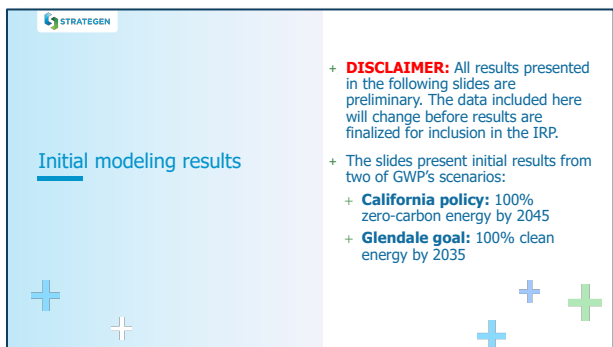 STRATEGEN
Initial modeling results
+ DISCLAIMER: All results presented
in the following slides are
preliminary. The data included here
will change before results are
finalized for inclusion in the IRP.
+ The slides present initial results from
two of GWP's scenarios:
+ California policy: 100%
zero-carbon energy by 2045
+ Glendale goal: 100% clean
energy by 2035